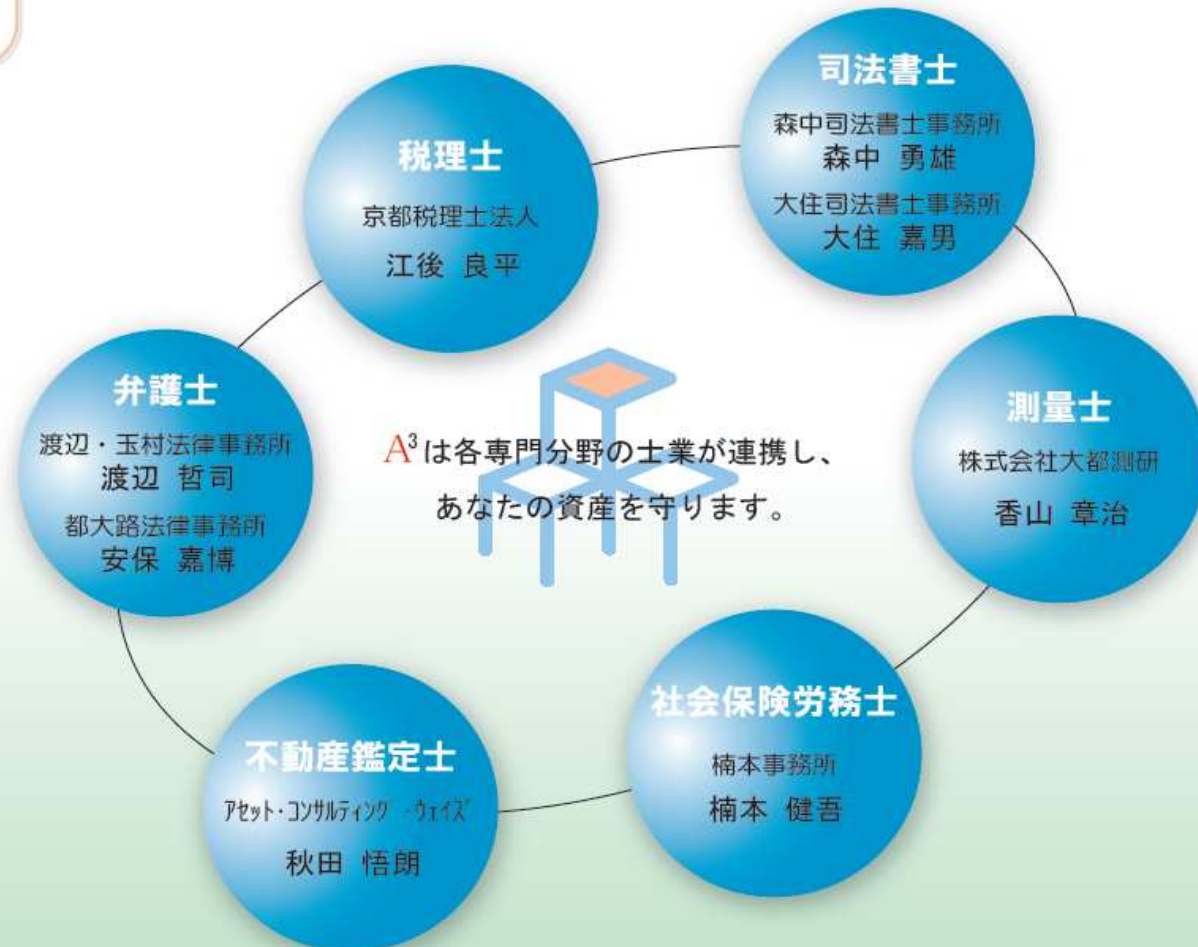 司法書士
森中司法書士事務所
森中 勇雄
大住司法書士事務所
大住 嘉男
税理士
京都税理士法人
江後 良平
弁護士
渡辺・玉村法律事務所
渡辺 哲司
都大路法律事務所
安保 嘉博
A³は各専門分野の士業が連携し、
あなたの資産を守ります。
測量士
株式会社大都測研
香山 章治
社会保険労務士
楠本事務所
楠本 健吾
不動産鑑定士
アセット・コンサルティング・ウェイズ
秋田 悟朗